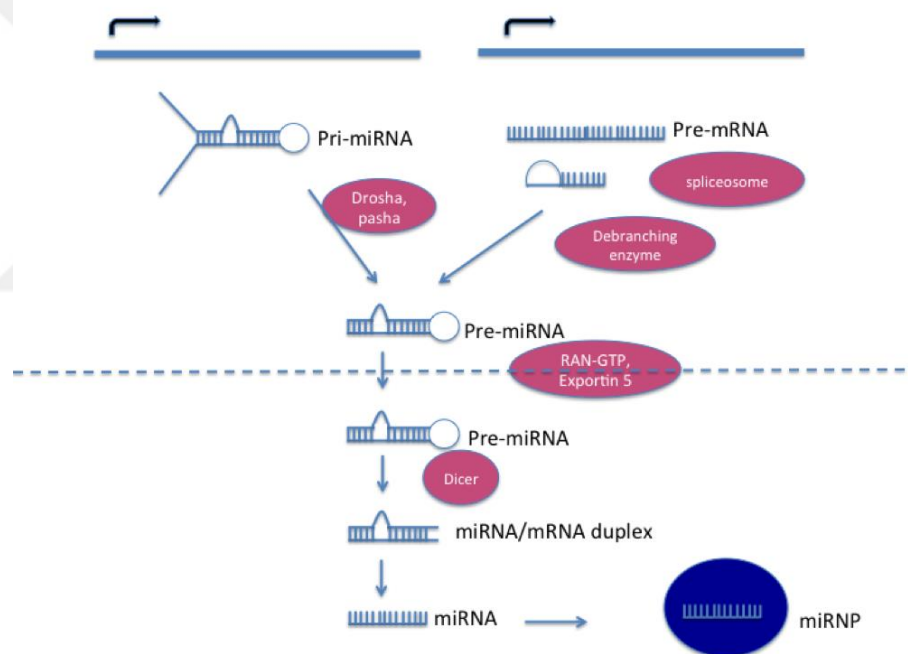 Pri-miRNA
Pre-mRNA
spliceosome
Drosha,
pasha
Debranching
enzyme
Pre-miRNA
RAN-GTP,
Exportin 5
Pre-miRNA
Dicer
miRNA/mRNA duplex
miRNA
miRNP